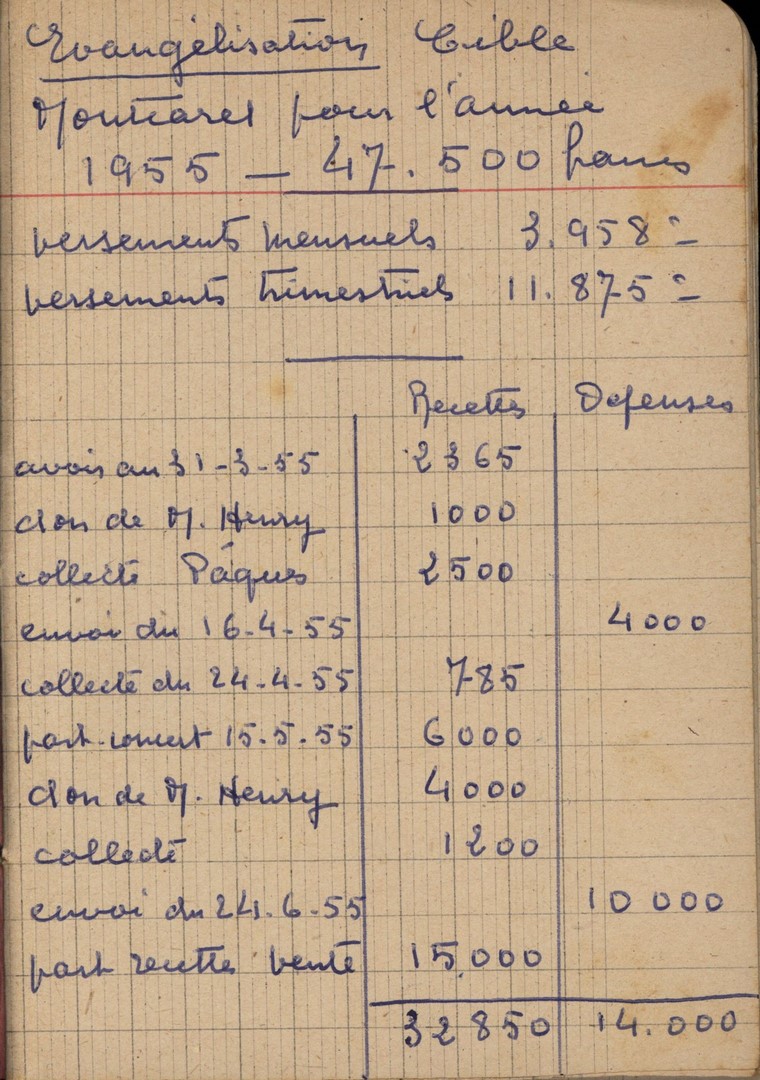 Evangélisation Cible
Montcaret pour l'année
1955 — 47.500 francs
versements mensuels 3.958 =
versements trimestriels 11.875 =
Recettes Dépenses
avoir au 31-3-55 2365
don de M. Henry 1000
collecte Pâques 2500
envoi du 16-4-55 4000
collecte du 24-4-55 785
part. concert 15.5.55 6000
don de M. Henry 4000
collecte 1200
envoi du 24.6-55 10 000
part recette vente 15.000
32850 14.000